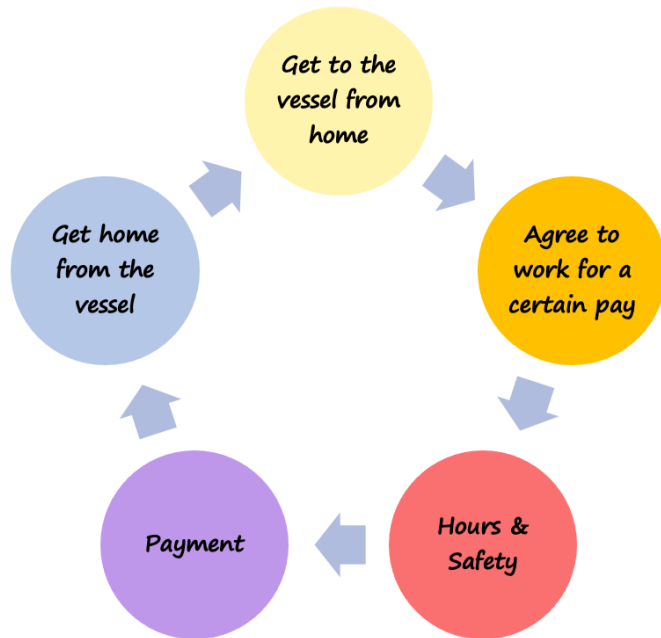 Get to the
vessel from
home
Agree to
work for a
certain pay
Hours &
Safety
Payment
Get home
from the
vessel